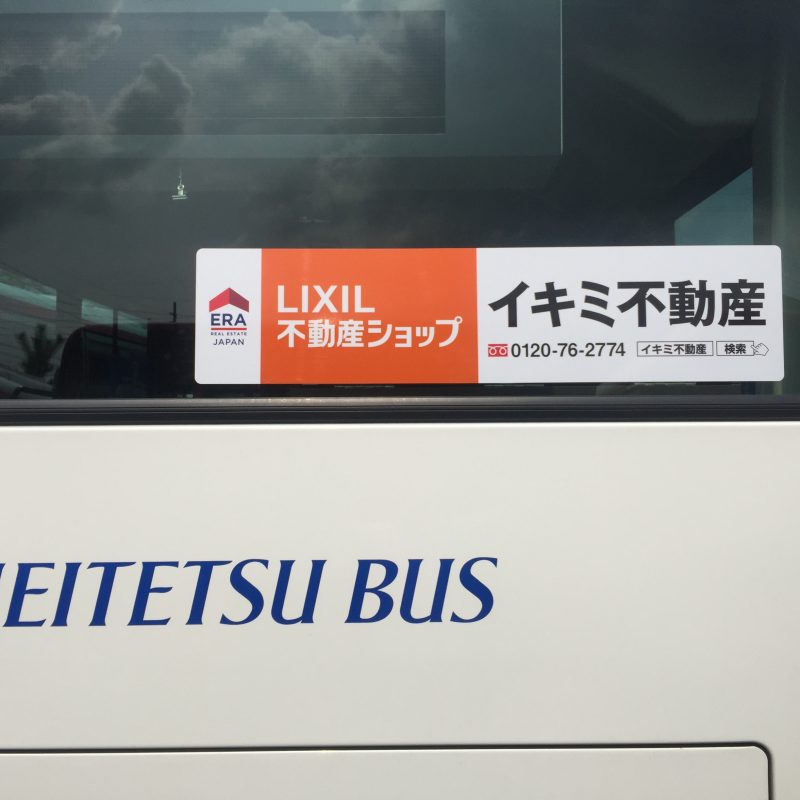 ERA
REAL ESTATE
JAPAN
LIXIL
不動産ショップ
イキミ不動産
0120-76-2774 イキミ不動産 検索
EITETSU BUS